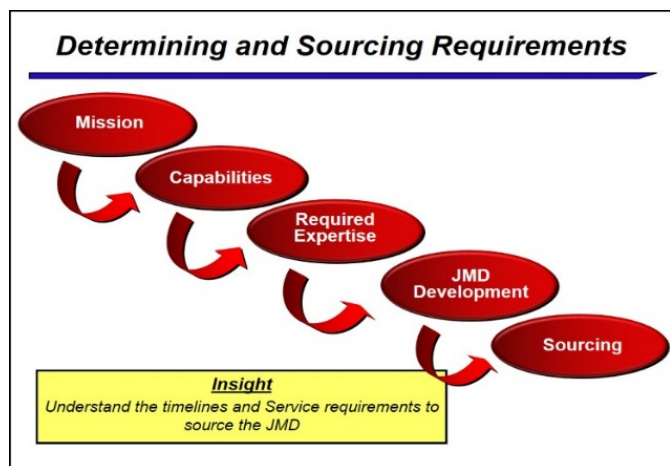 Determining and Sourcing Requirements
Mission
Capabilities
Required
Expertise
JMD
Development
Sourcing
Insight
Understand the timelines and Service requirements to
source the JMD